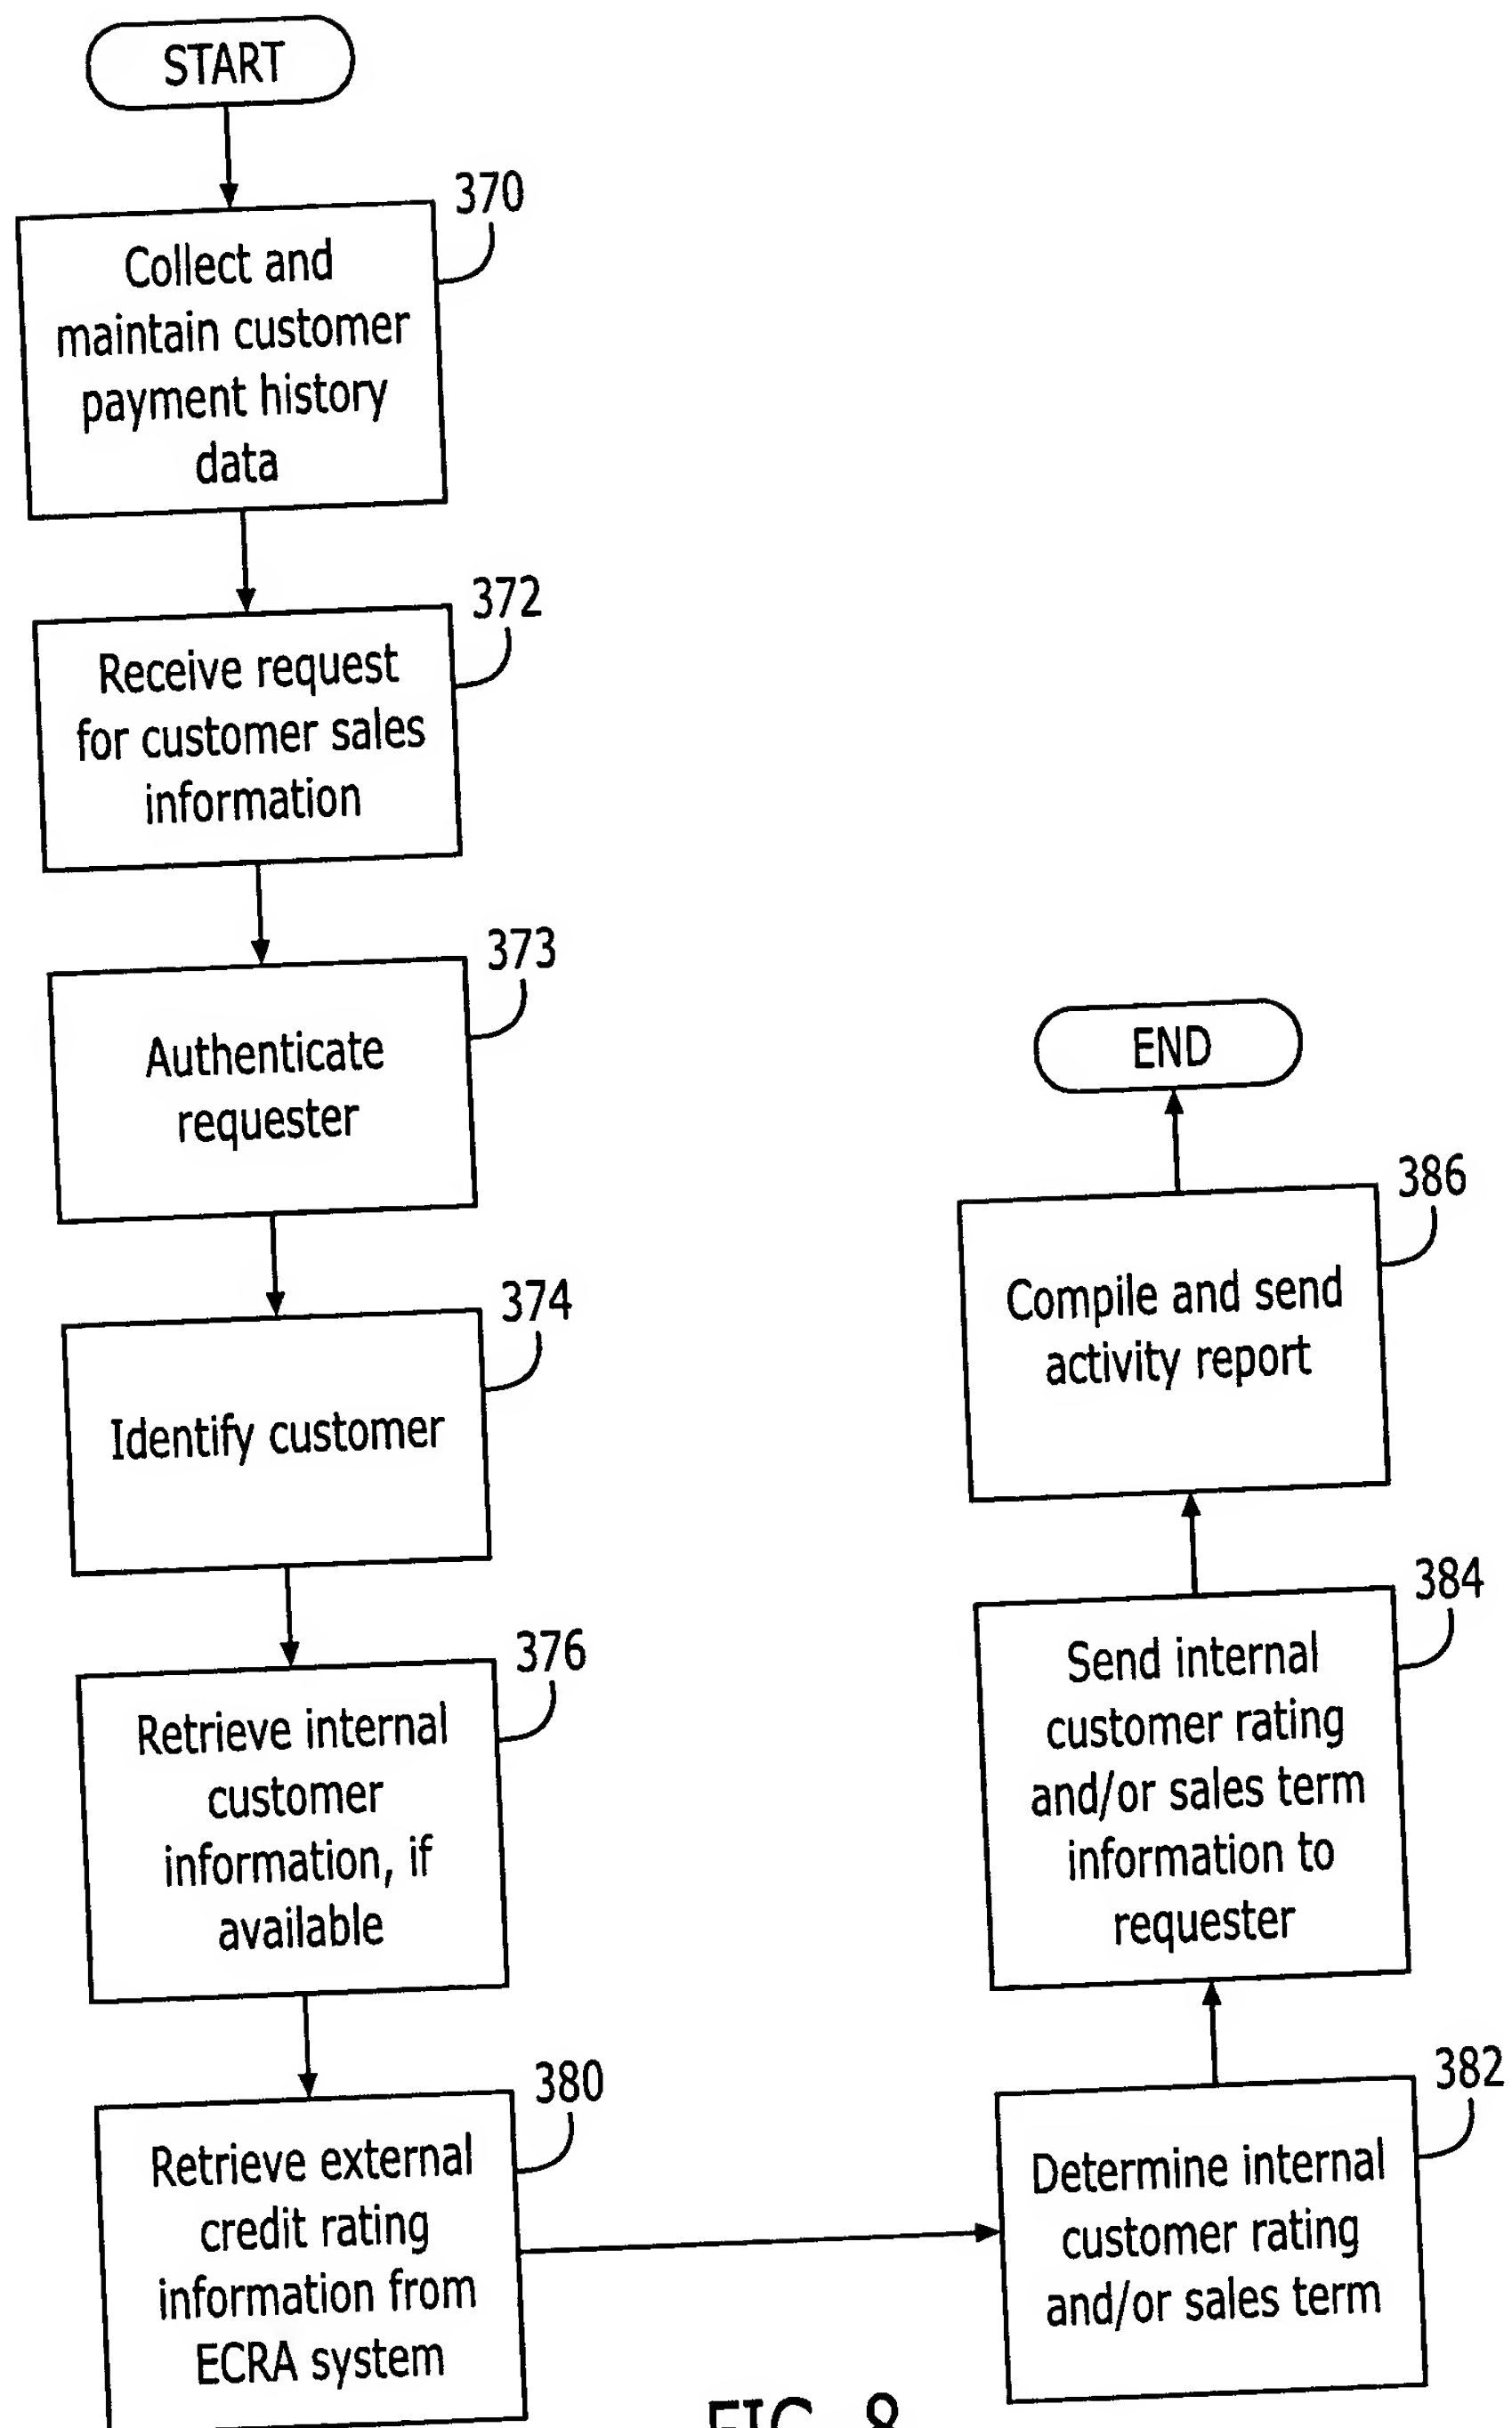 START
370
Collect and
maintain customer
payment history
data
372
Receive request
for customer sales
information
373
Authenticate
requester
374
Identify customer
376
Retrieve internal
customer
information, if
available
380
Retrieve external
credit rating
information from
ECRA system
382
Determine internal
customer rating
and/or sales term
384
Send internal
customer rating
and/or sales term
information to
requester
386
Compile and send
activity report
END
FIG. 8